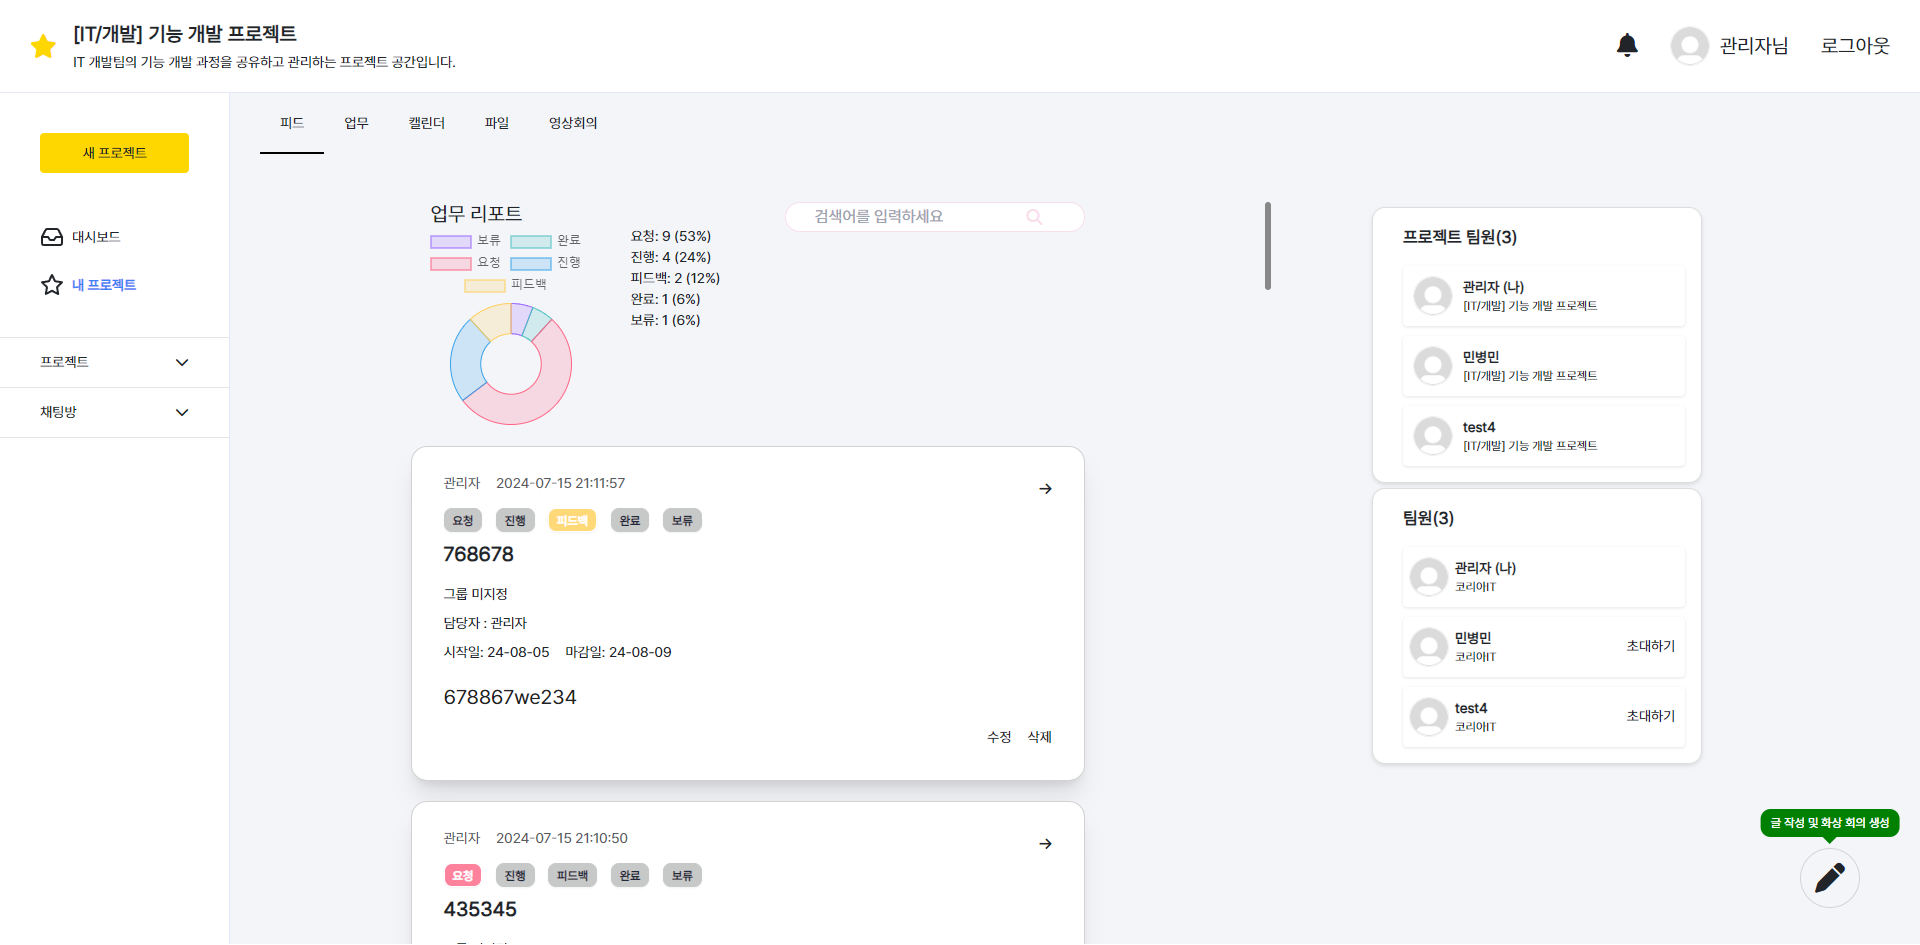 [IT/개발] 기능 개발 프로젝트
IT 개발팀의 기능 개발 과정을 공유하고 관리하는 프로젝트 공간입니다.
관리자님
로그아웃
새 프로젝트
대시보드
내 프로젝트
프로젝트
채팅방
피드 업무 캘린더 파일 영상회의
업무 리포트
보류 완료
요청 진행
피드백
요청: 9 (53%)
진행: 4 (24%)
피드백: 2 (12%)
완료: 1 (6%)
보류: 1 (6%)
검색어를 입력하세요
관리자 2024-07-15 21:11:57
요청 진행 피드백 완료 보류
768678
그룹 미지정
담당자 : 관리자
시작일: 24-08-05 마감일: 24-08-09
678867we234
수정 삭제
관리자 2024-07-15 21:10:50
요청 진행 피드백 완료 보류
435345
프로젝트 팀원(3)
관리자 (나)
[IT/개발] 기능 개발 프로젝트
민병민
[IT/개발] 기능 개발 프로젝트
test4
[IT/개발] 기능 개발 프로젝트
팀원(3)
관리자 (나)
코리아IT
민병민
코리아IT
초대하기
test4
코리아IT
초대하기
글 작성 및 화상 회의 생성